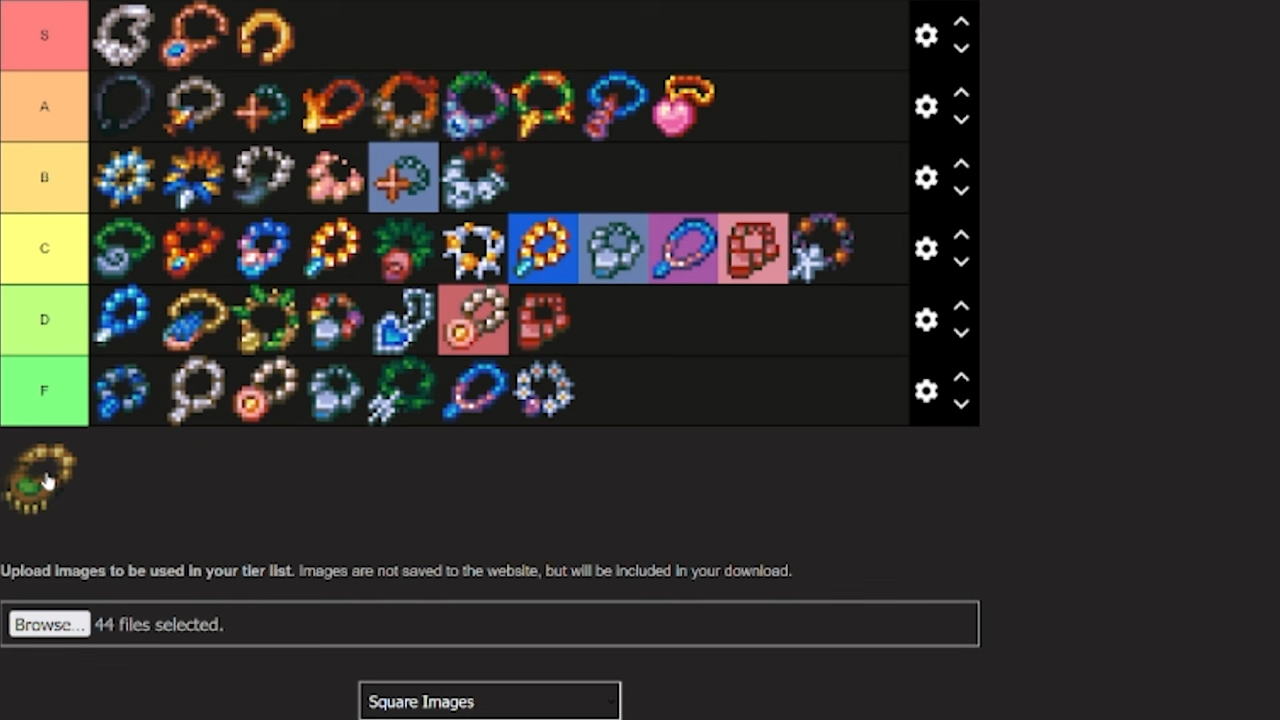 S
A
B
C
D
F
Upload images to be used in your tier list. Images are not saved to the website, but will be included in your download.
Browse... 44 files selected.
Square Images